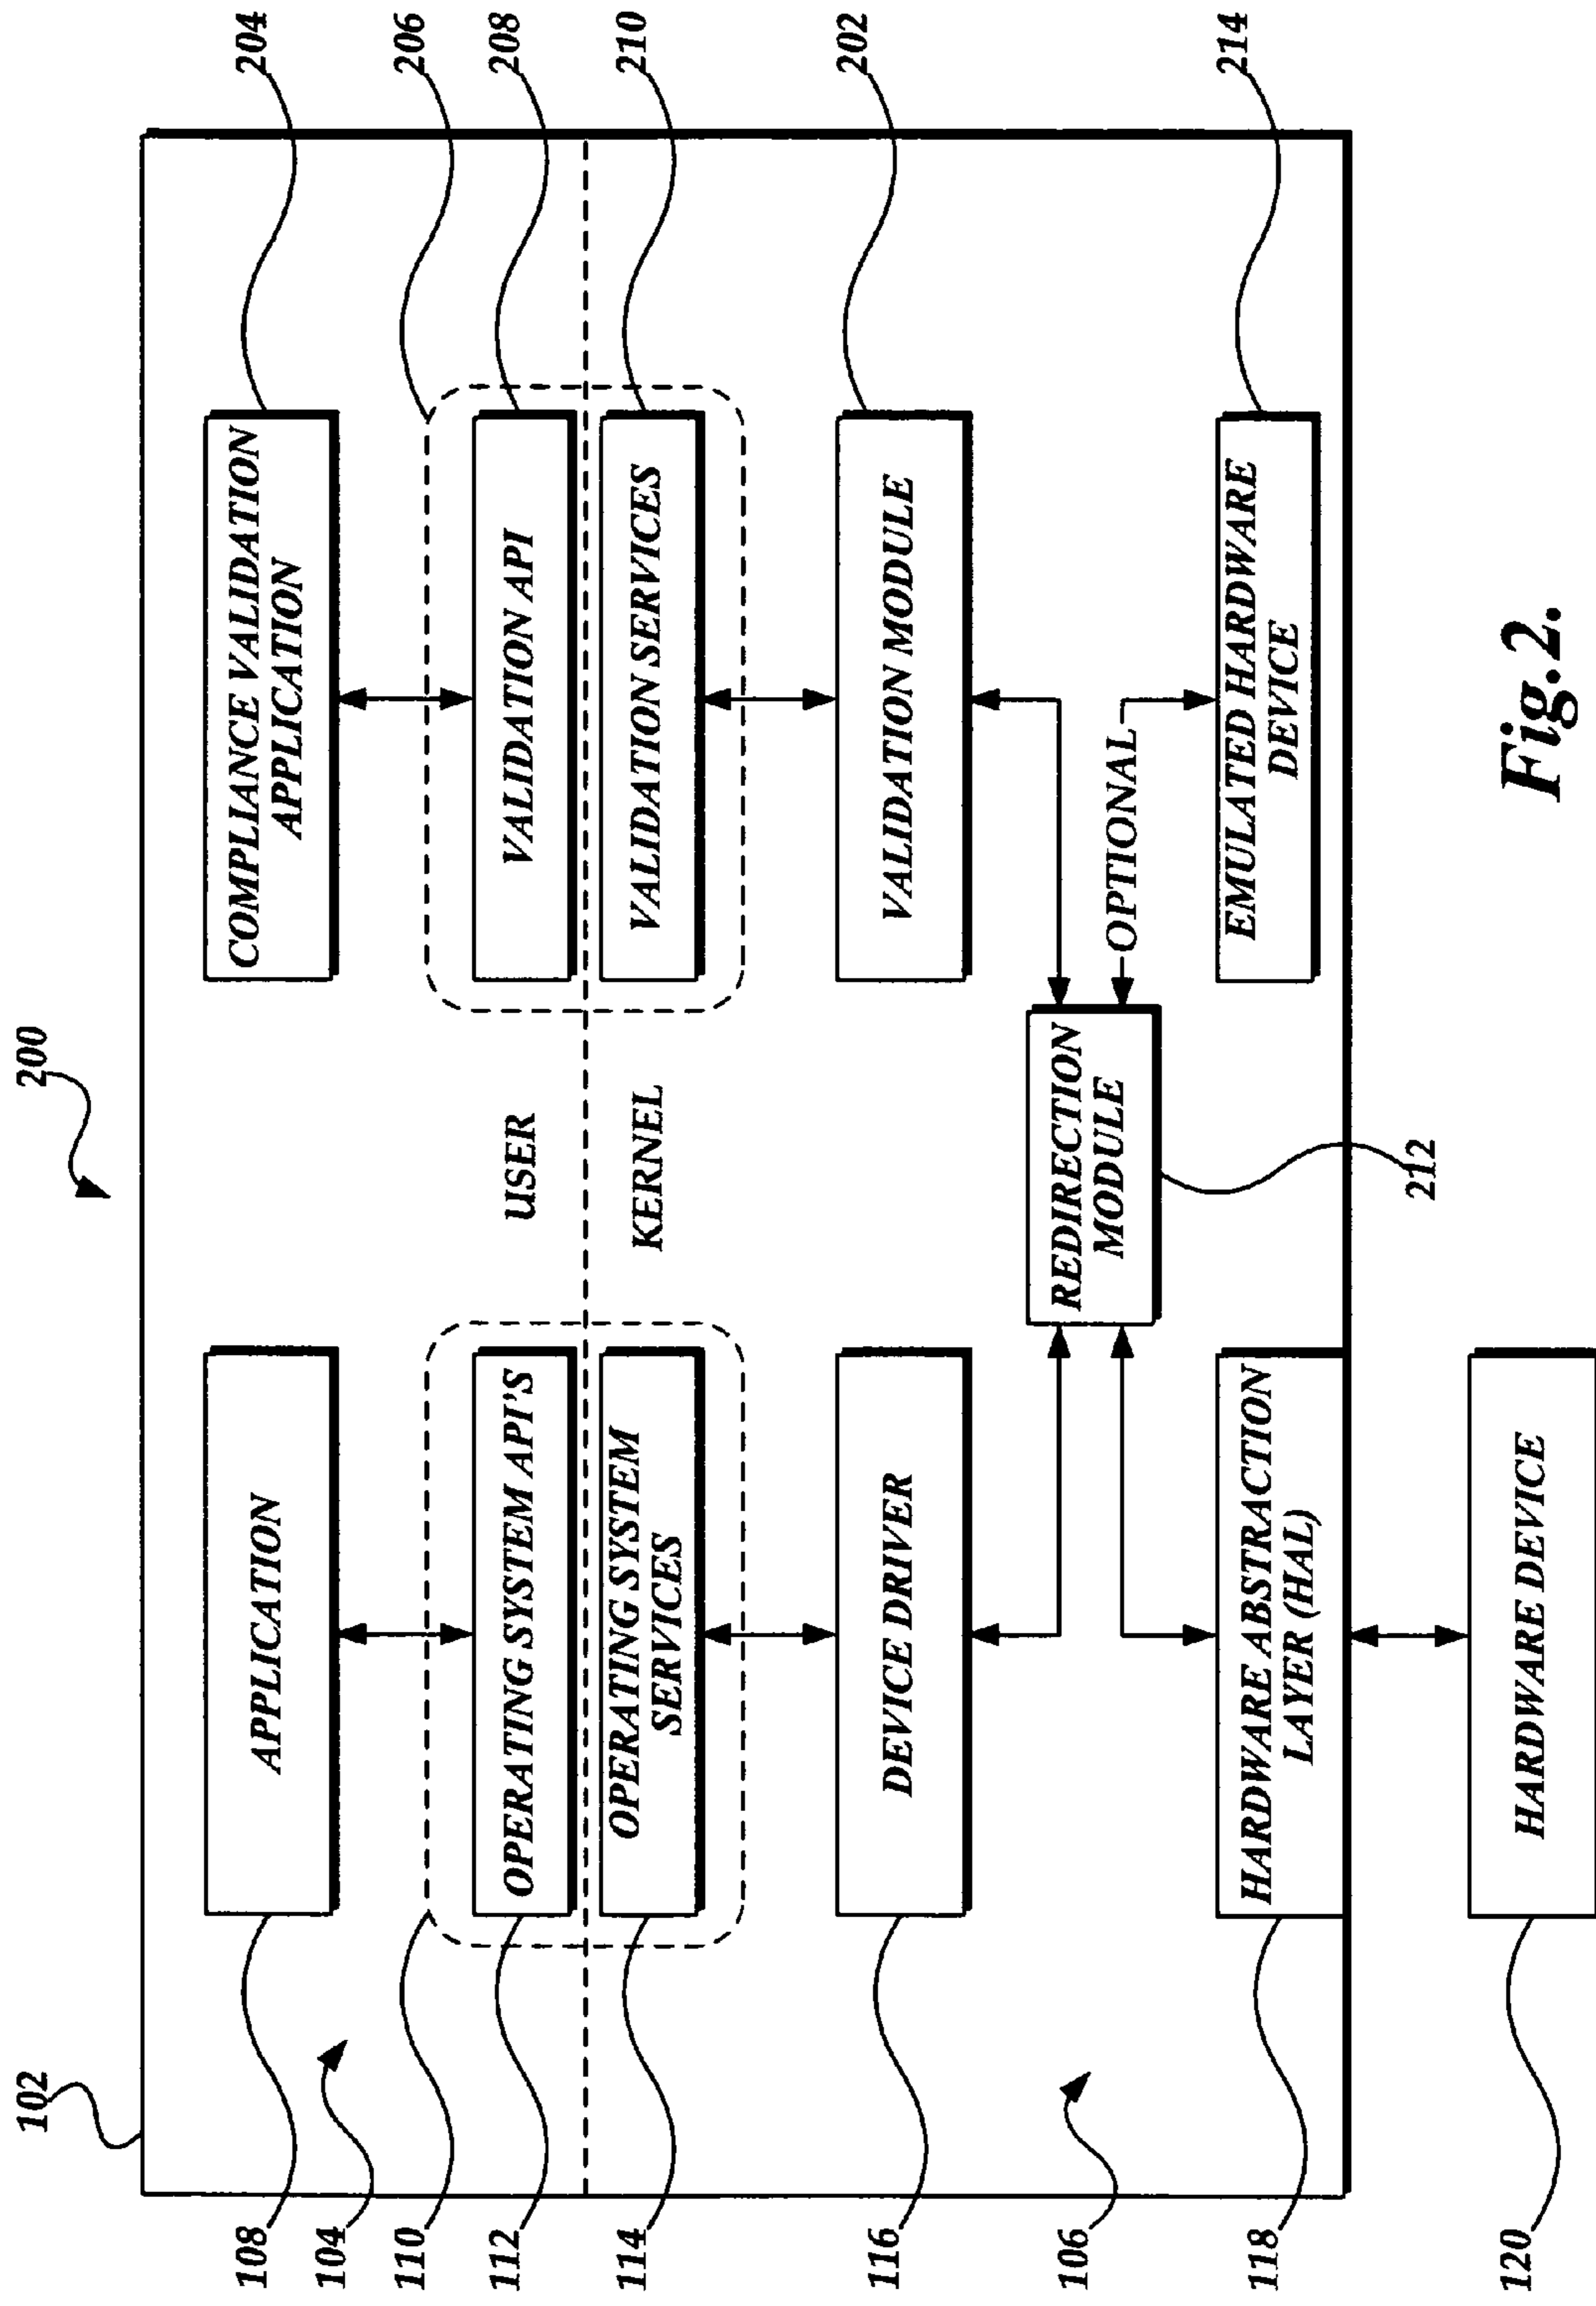 200
102
108
104
110
112
114
116
106
118
120
APPLICATION
OPERATING SYSTEM API'S
OPERATING SYSTEM
SERVICES
DEVICE DRIVER
HARDWARE ABSTRACTION
LAYER (HAL)
HARDWARE DEVICE
USER
KERNEL
REDIRECTION
MODULE
212
COMPLIANCE VALIDATION
APPLICATION
VALIDATION API
VALIDATION SERVICES
VALIDATION MODULE
OPTIONAL
EMULATED HARDWARE
DEVICE
204
206
208
210
202
214
Fig.2.